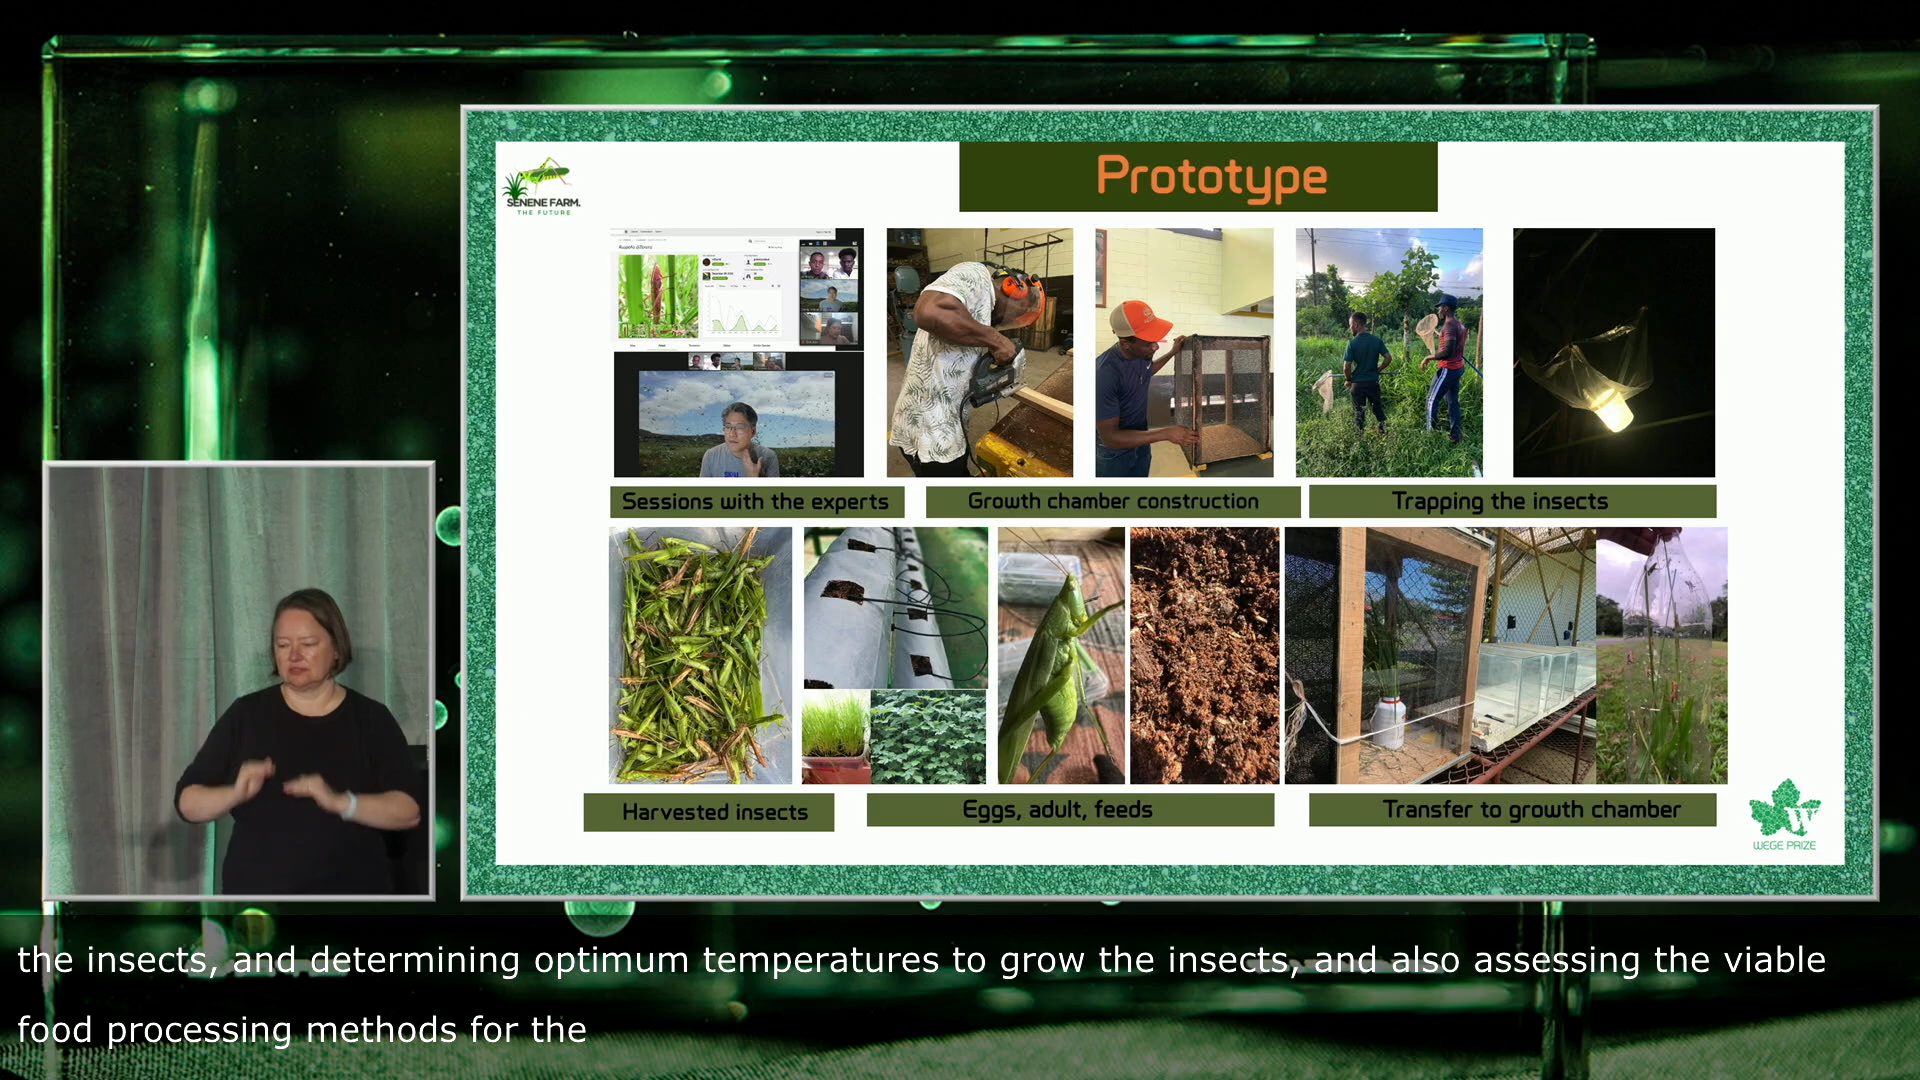 Prototype
SENENE FARM.
THE FUTURE
Sessions with the experts
Growth chamber construction
Trapping the insects
Harvested insects
Eggs, adult, feeds
Transfer to growth chamber
WEGE PRIZE
the insects, and determining optimum temperatures to grow the insects, and also assessing the viable
food processing methods for the